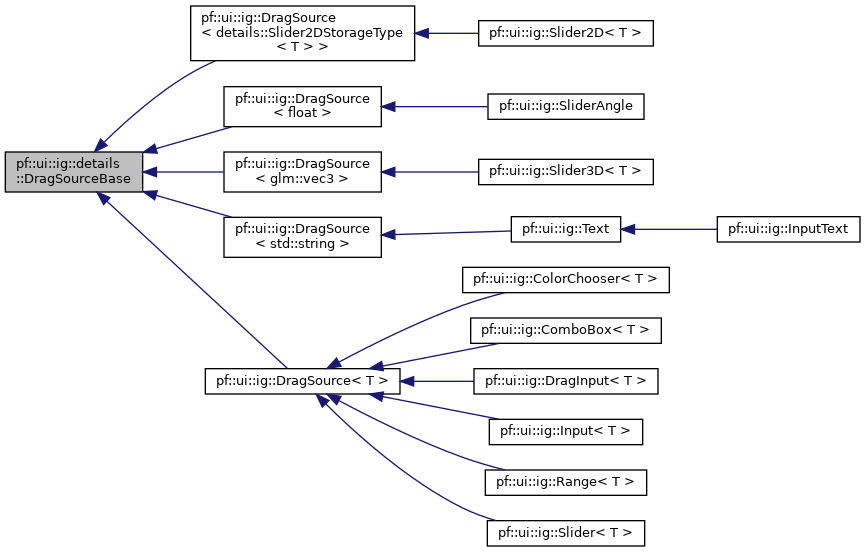 pf::ui::ig::DragSource
< details::Slider2DStorageType
< T > >
pf::ui::ig::Slider2D< T >
pf::ui::ig::DragSource
< float >
pf::ui::ig::SliderAngle
pf::ui::ig::details
::DragSourceBase
pf::ui::ig::DragSource
< glm::vec3 >
pf::ui::ig::Slider3D< T >
pf::ui::ig::DragSource
< std::string >
pf::ui::ig::Text
pf::ui::ig::InputText
pf::ui::ig::ColorChooser< T >
pf::ui::ig::ComboBox< T >
pf::ui::ig::DragSource< T >
pf::ui::ig::DragInput< T >
pf::ui::ig::Input< T >
pf::ui::ig::Range< T >
pf::ui::ig::Slider< T >